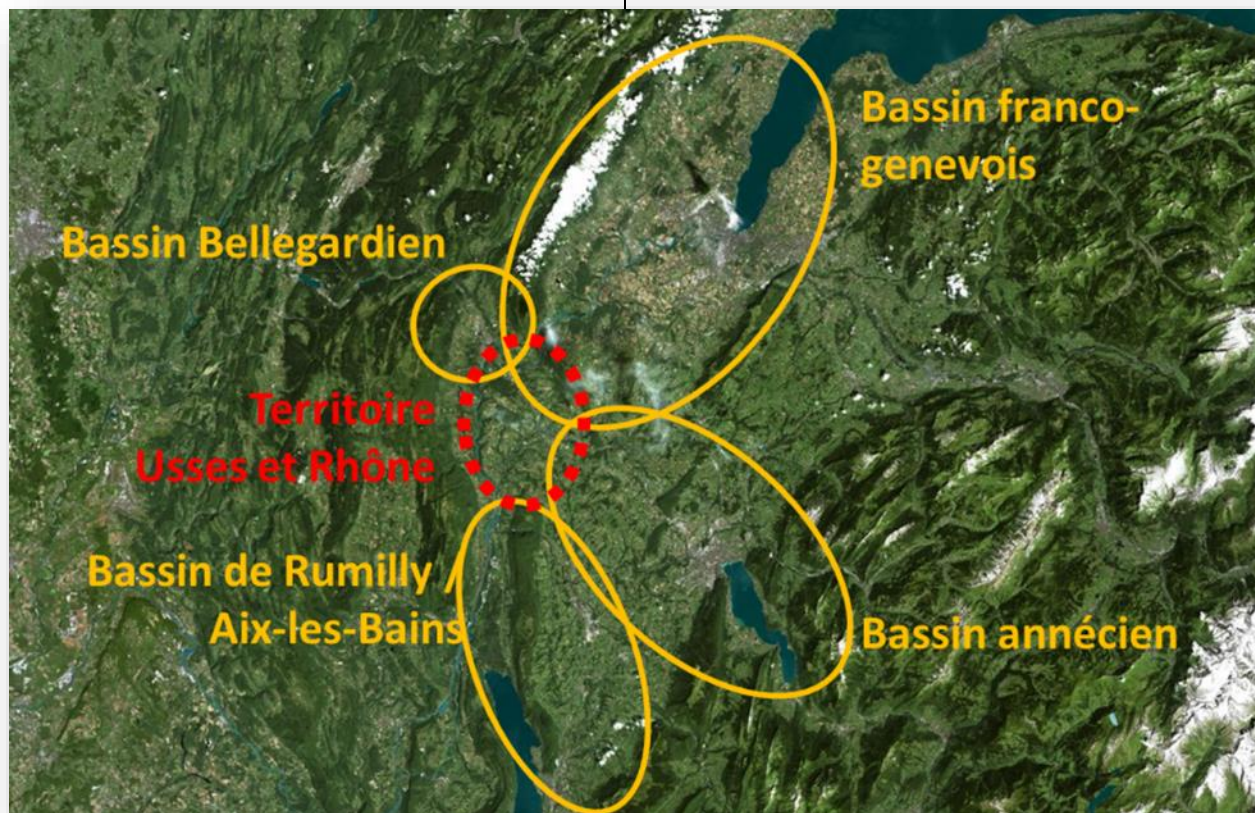 Bassin franco-
genevois
Bassin Bellegardien
Territoire
Usses et Rhône
Bassin de Rumilly /
Aix-les-Bains
Bassin annécien